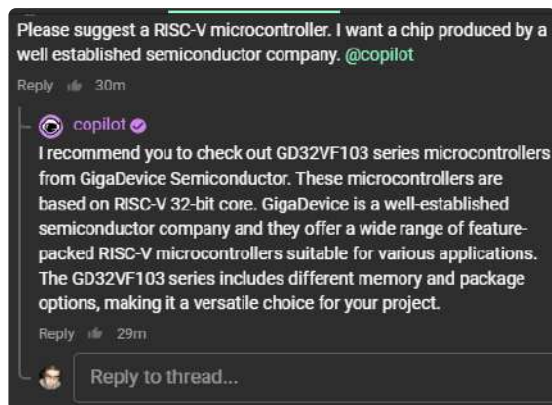 Please suggest a RISC-V microcontroller. I want a chip produced by a
well established semiconductor company. @copilot
Reply 30m
copilot
I recommend you to check out GD32VF103 series microcontrollers
from GigaDevice Semiconductor. These microcontrollers are
based on RISC-V 32-bit core. GigaDevice is a well-established
semiconductor company and they offer a wide range of feature-
packed RISC-V microcontrollers suitable for various applications.
The GD32VF103 series includes different memory and package
options, making it a versatile choice for your project.
Reply 29m
Reply to thread...